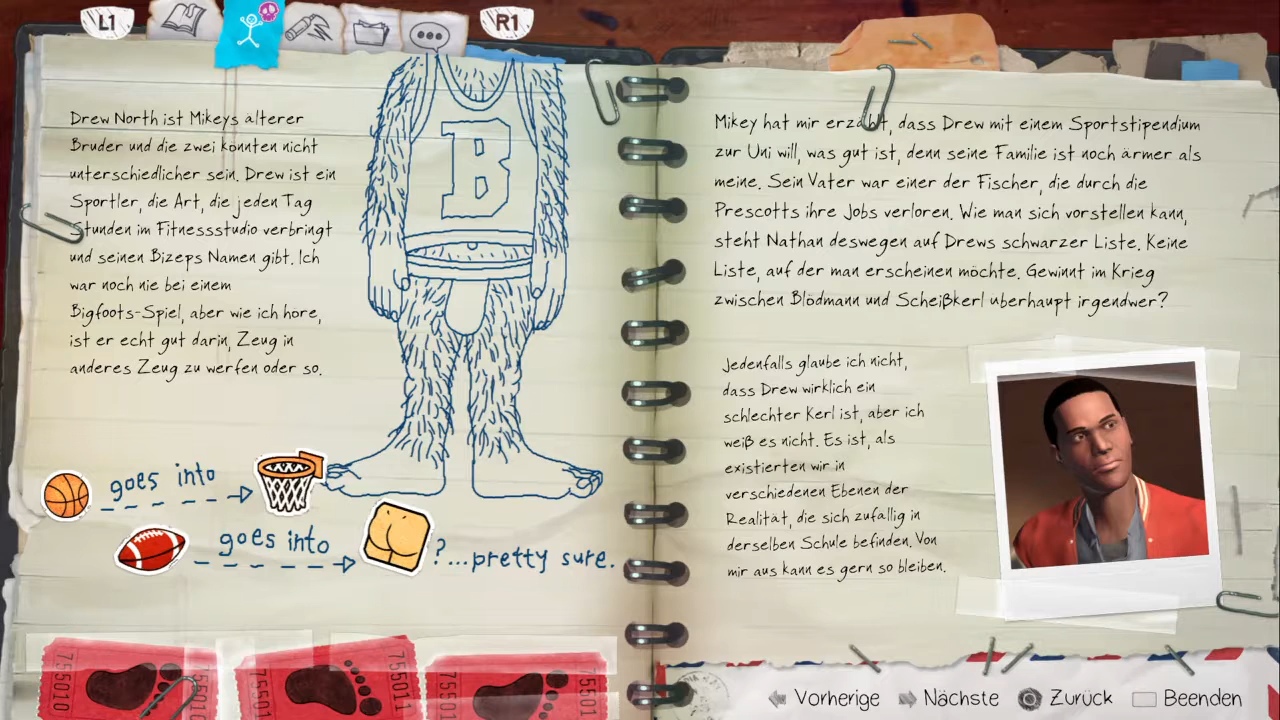 L1
R1
Drew North ist Mikeys älterer
Bruder und die zwei könnten nicht
unterschiedlicher sein. Drew ist ein
Sportler, die Art, die jeden Tag
Stunden im Fitnessstudio verbringt
und seinen Bizeps Namen gibt. Ich
war noch nie bei einem
Bigfoots-Spiel, aber wie ich höre,
ist er echt gut darin, Zeug in
anderes Zeug zu werfen oder so.
B
goes into
goes into
?...pretty sure.
755010
755010
755011
755011
Mikey hat mir erzählt, dass Drew mit einem Sportstipendium
zur Uni will, was gut ist, denn seine Familie ist noch ärmer als
meine. Sein Vater war einer der Fischer, die durch die
Prescotts ihre Jobs verloren. Wie man sich vorstellen kann,
steht Nathan deswegen auf Drews schwarzer Liste. Keine
Liste, auf der man erscheinen möchte. Gewinnt im Krieg
zwischen Blödmann und Scheißkerl überhaupt irgendwer?
Jedenfalls glaube ich nicht,
dass Drew wirklich ein
schlechter Kerl ist, aber ich
weiß es nicht. Es ist, als
existierten wir in
verschiedenen Ebenen der
Realität, die sich zufällig in
derselben Schule befinden. Von
mir aus kann es gern so bleiben.
Vorherige
Nächste
Zurück
Beenden